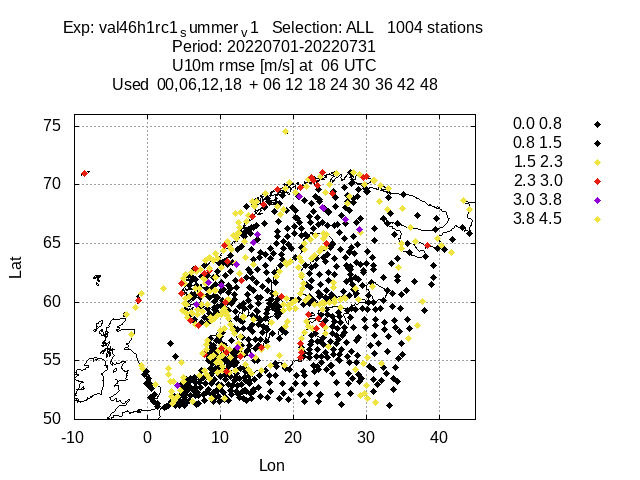 Exp: val46h1rc1summerv1 Selection: ALL 1004 stations
Period: 20220701-20220731
U10m rmse [m/s] at 06 UTC
Used 00,06,12,18 + 06 12 18 24 30 36 42 48
0.0 0.8
0.8 1.5
1.5 2.3
2.3 3.0
3.0 3.8
3.8 4.5
75
70
65
60
55
50
Lat
-10 0 10 20 30 40
Lon